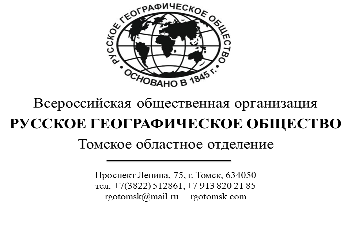 РУССКОЕ ГЕОГРАФИЧЕСКОЕ ОБЩЕСТВО
• ОСНОВАНО В 1845 г. •
Всероссийская общественная организация
РУССКОЕ ГЕОГРАФИЧЕСКОЕ ОБЩЕСТВО
Томское областное отделение
Проспект Ленина, 75, г. Томск, 634050
тел. +7(3822) 512861, +7 913 820 21 85
rgotomsk@mail.ru rgotomsk.com